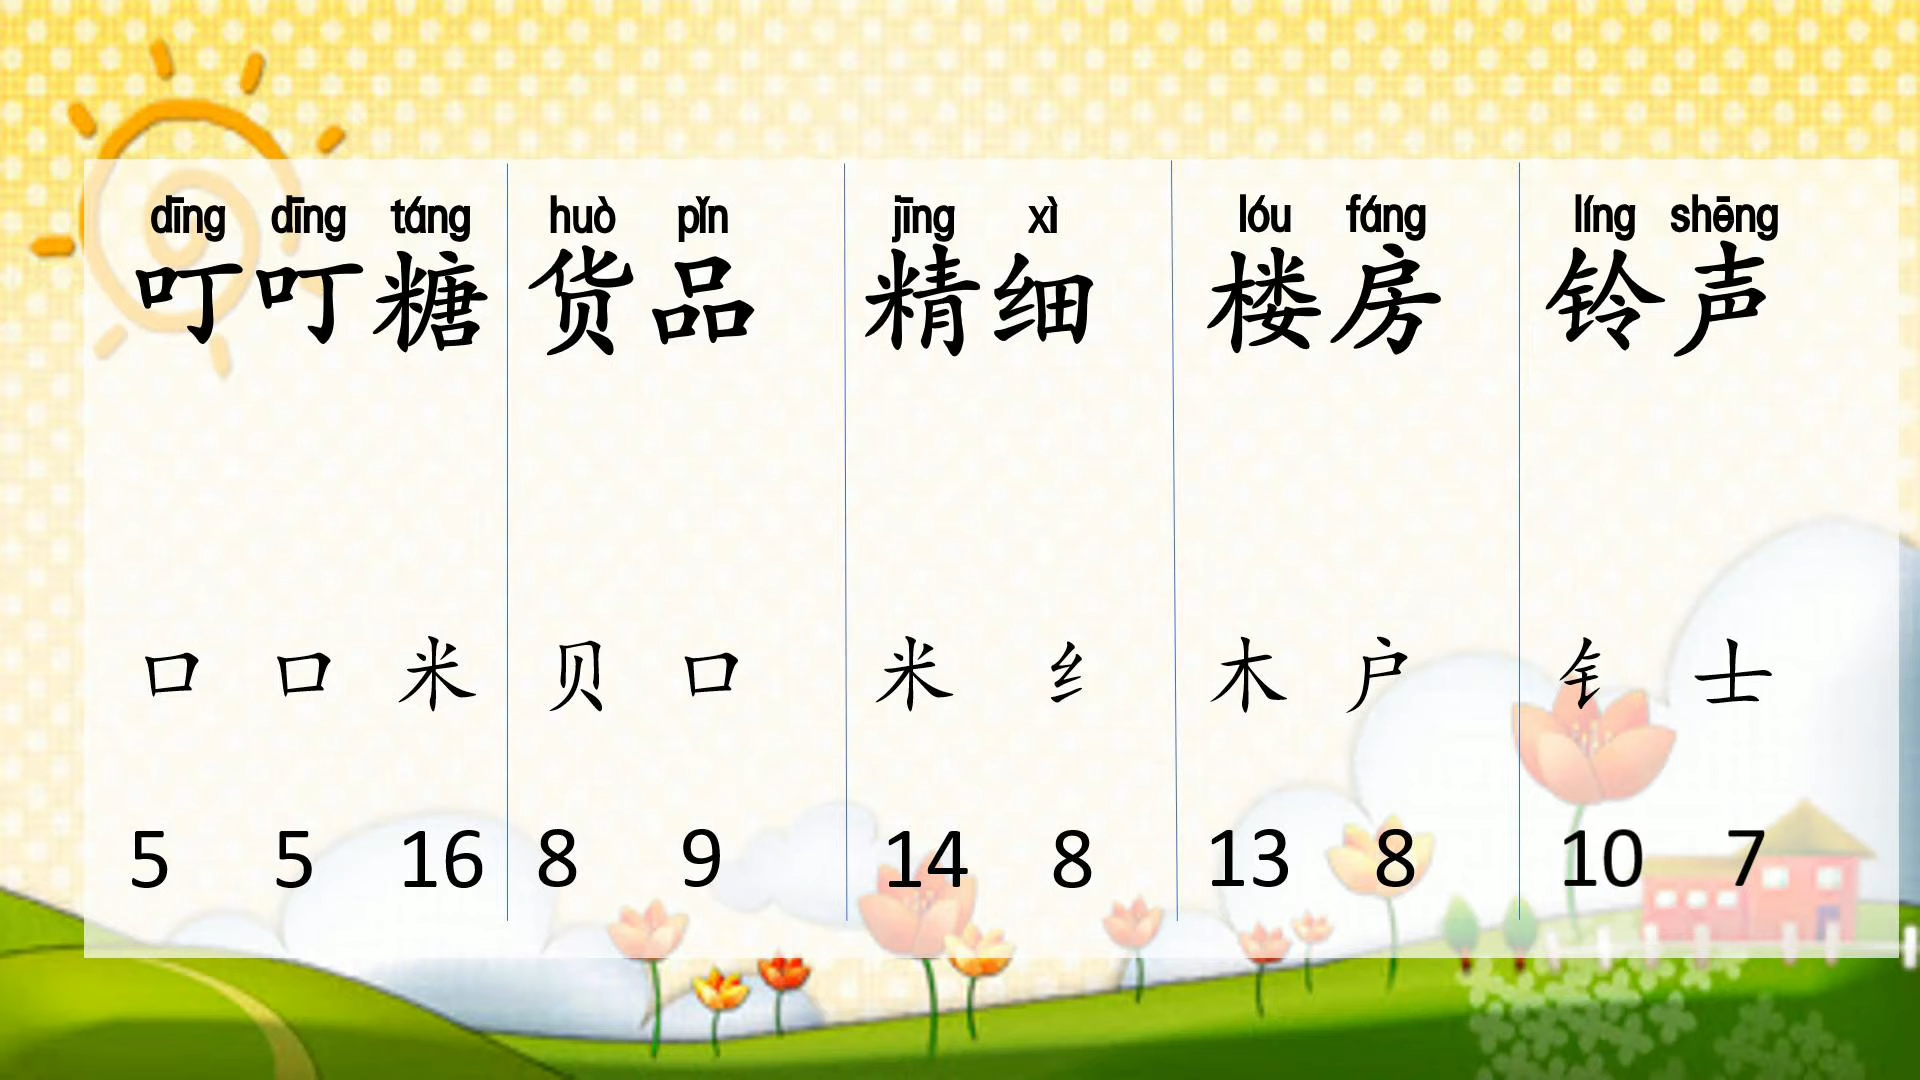 dīng dīng táng huò pǐn jīng xì lóu fáng líng shēng
叮叮糖 货品 精细 楼房 铃声
口 口 米 贝 口 米 纟 木 户 钅 士
5 5 16 8 9 14 8 13 8 10 7